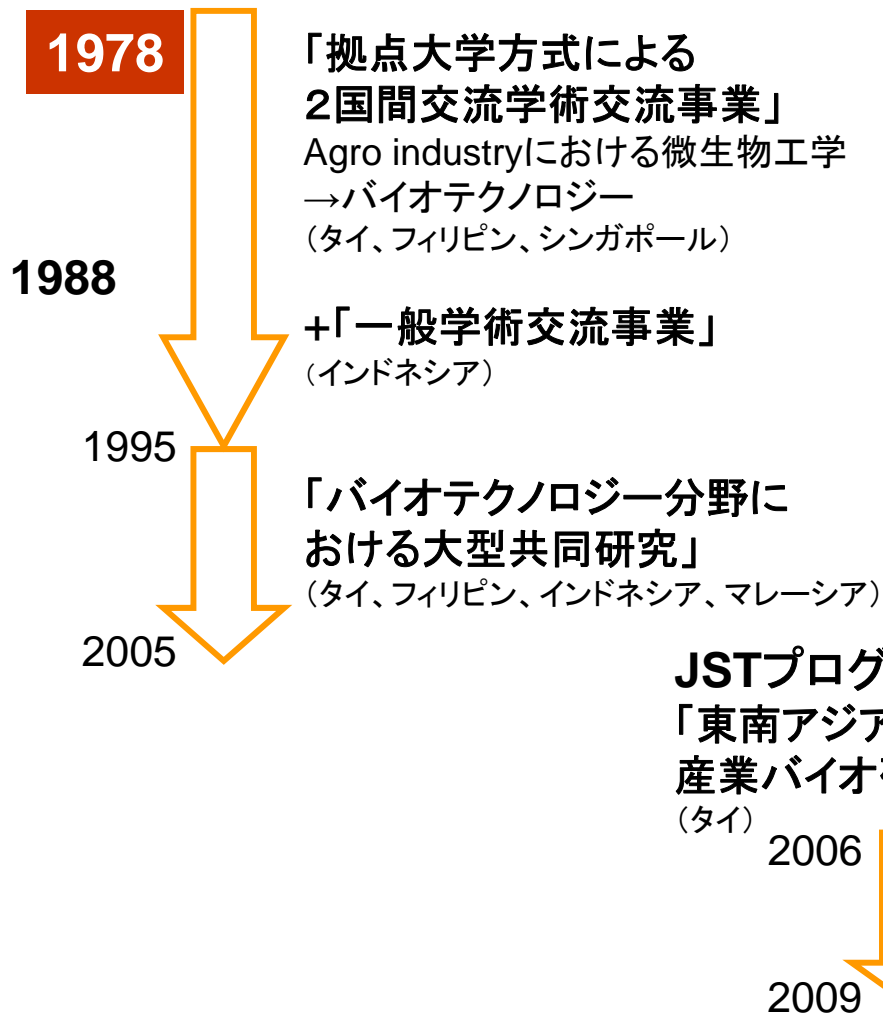 1978
「拠点大学方式による
２国間交流学術交流事業」
Agro industryにおける微生物工学
→バイオテクノロジー
（タイ、フィリピン、シンガポール）
1988
+「一般学術交流事業」
（インドネシア）
1995
「バイオテクノロジー分野に
おける大型共同研究」
（タイ、フィリピン、インドネシア、マレーシア）
2005
JSTプログ
「東南アジア
産業バイオ
（タイ）
2006
2009